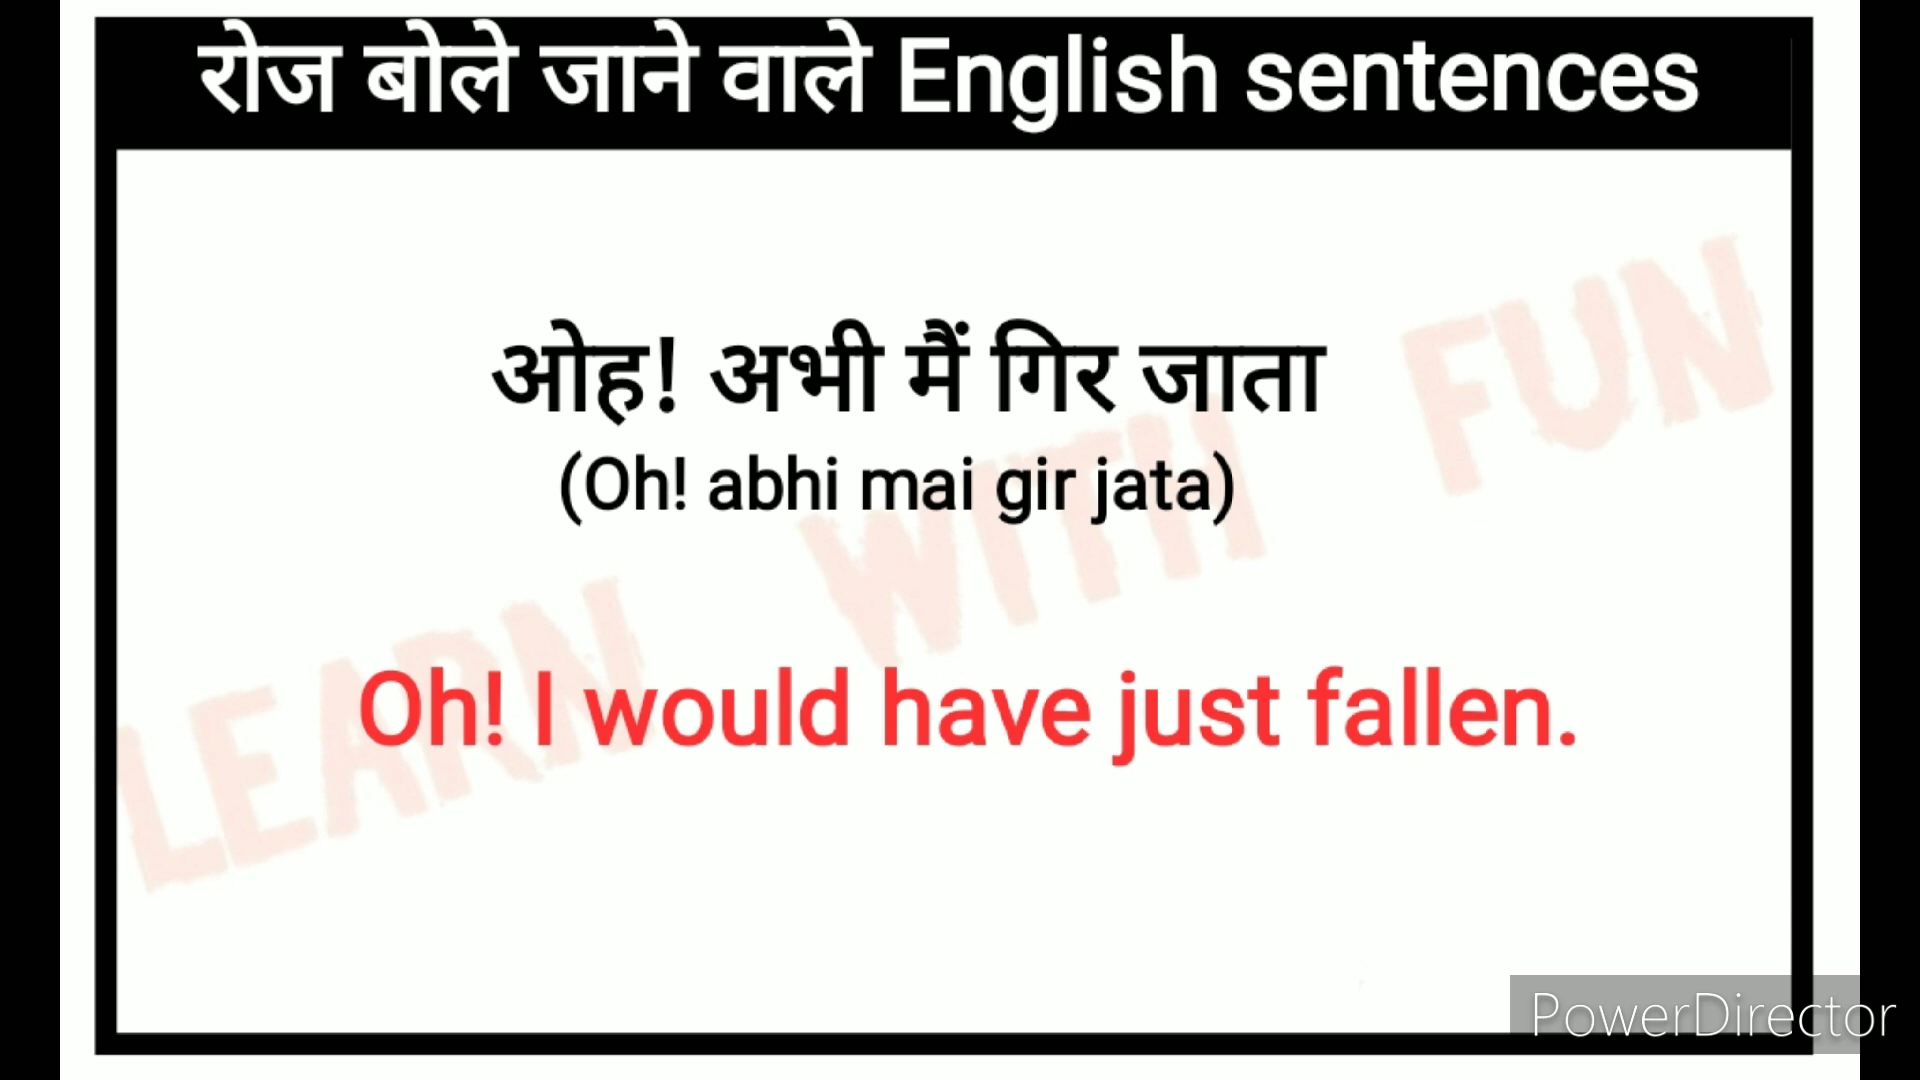 रोज बोले जाने वाले English sentences
ओह! अभी मैं गिर जाता
(Oh! abhi mai gir jata)
LEARN WITH FUN
Oh! I would have just fallen.
PowerDirector